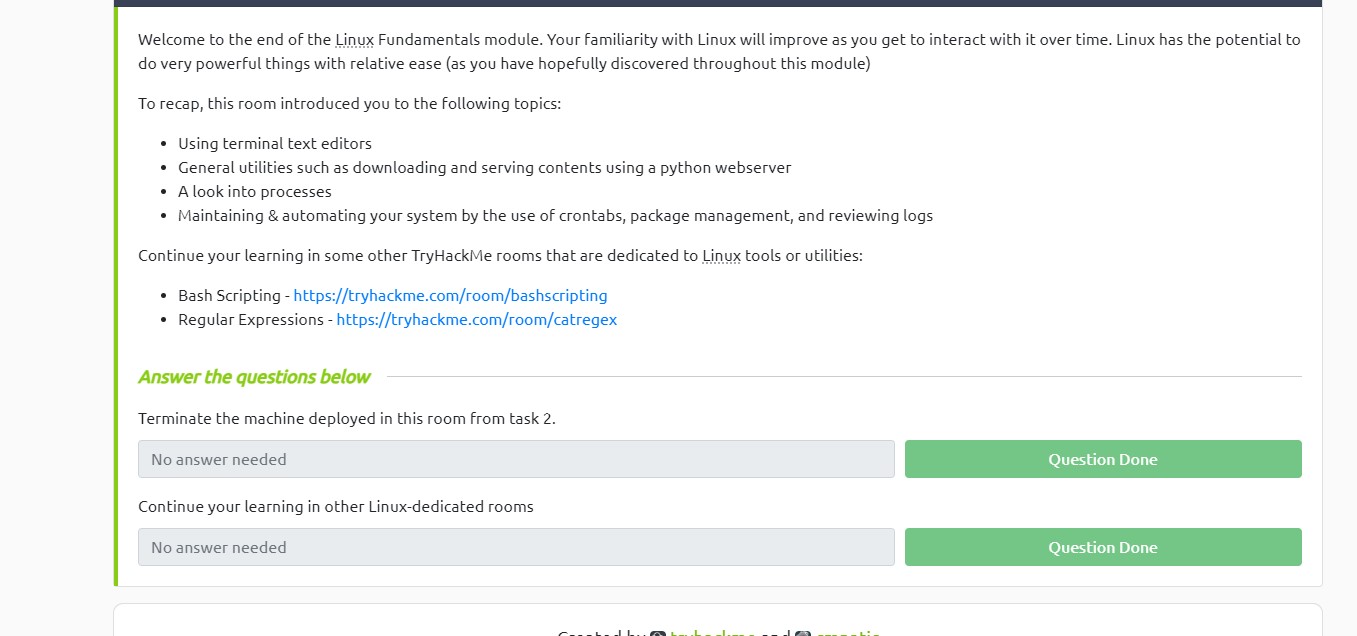 Welcome to the end of the Linux Fundamentals module. Your familiarity with Linux will improve as you get to interact with it over time. Linux has the potential to
do very powerful things with relative ease (as you have hopefully discovered throughout this module)
To recap, this room introduced you to the following topics:
• Using terminal text editors
• General utilities such as downloading and serving contents using a python webserver
• A look into processes
• Maintaining & automating your system by the use of crontabs, package management, and reviewing logs
Continue your learning in some other TryHackMe rooms that are dedicated to Linux tools or utilities:
• Bash Scripting - https://tryhackme.com/room/bashscripting
• Regular Expressions - https://tryhackme.com/room/catregex
Answer the questions below
Terminate the machine deployed in this room from task 2.
No answer needed Question Done
Continue your learning in other Linux-dedicated rooms
No answer needed Question Done
Created by tryhackme and